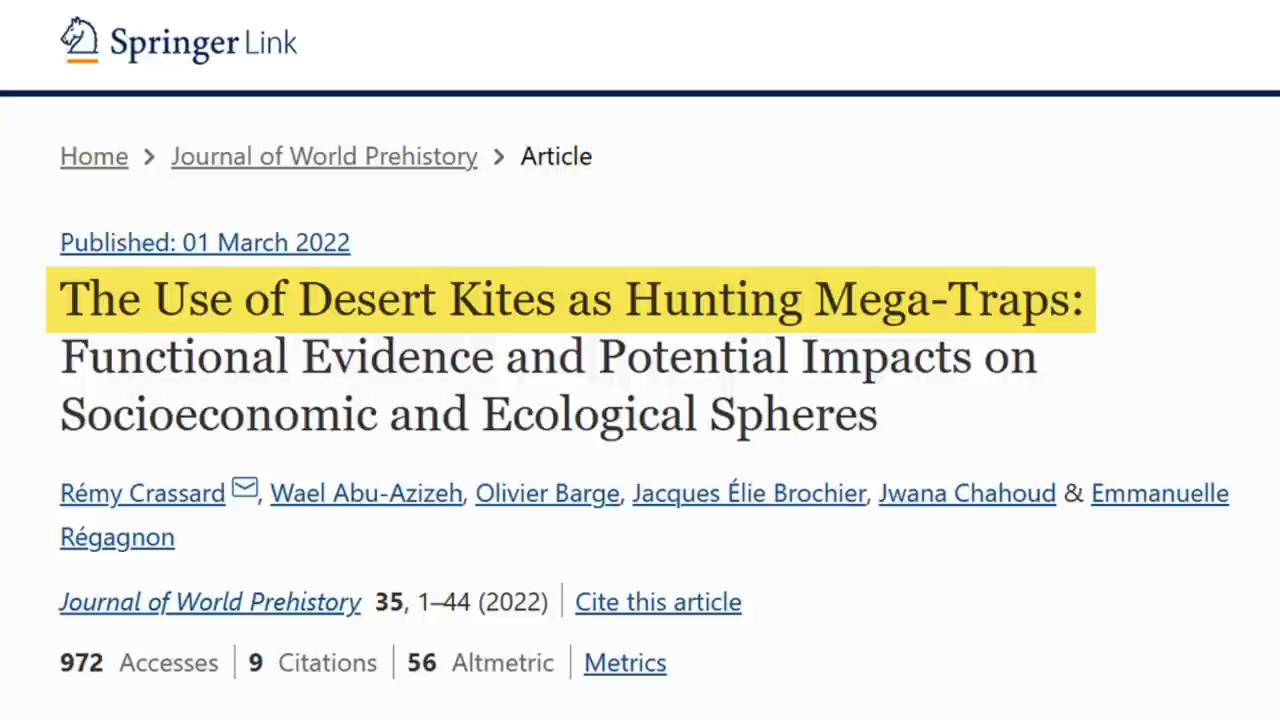 Springer Link
Home > Journal of World Prehistory > Article
Published: 01 March 2022
The Use of Desert Kites as Hunting Mega-Traps:
Functional Evidence and Potential Impacts on
Socioeconomic and Ecological Spheres
Rémy Crassard, Wael Abu-Azizeh, Olivier Barge, Jacques Élie Brochier, Jwana Chahoud & Emmanuelle
Régagnon
Journal of World Prehistory 35, 1–44 (2022) | Cite this article
972 Accesses | 9 Citations | 56 Altmetric | Metrics